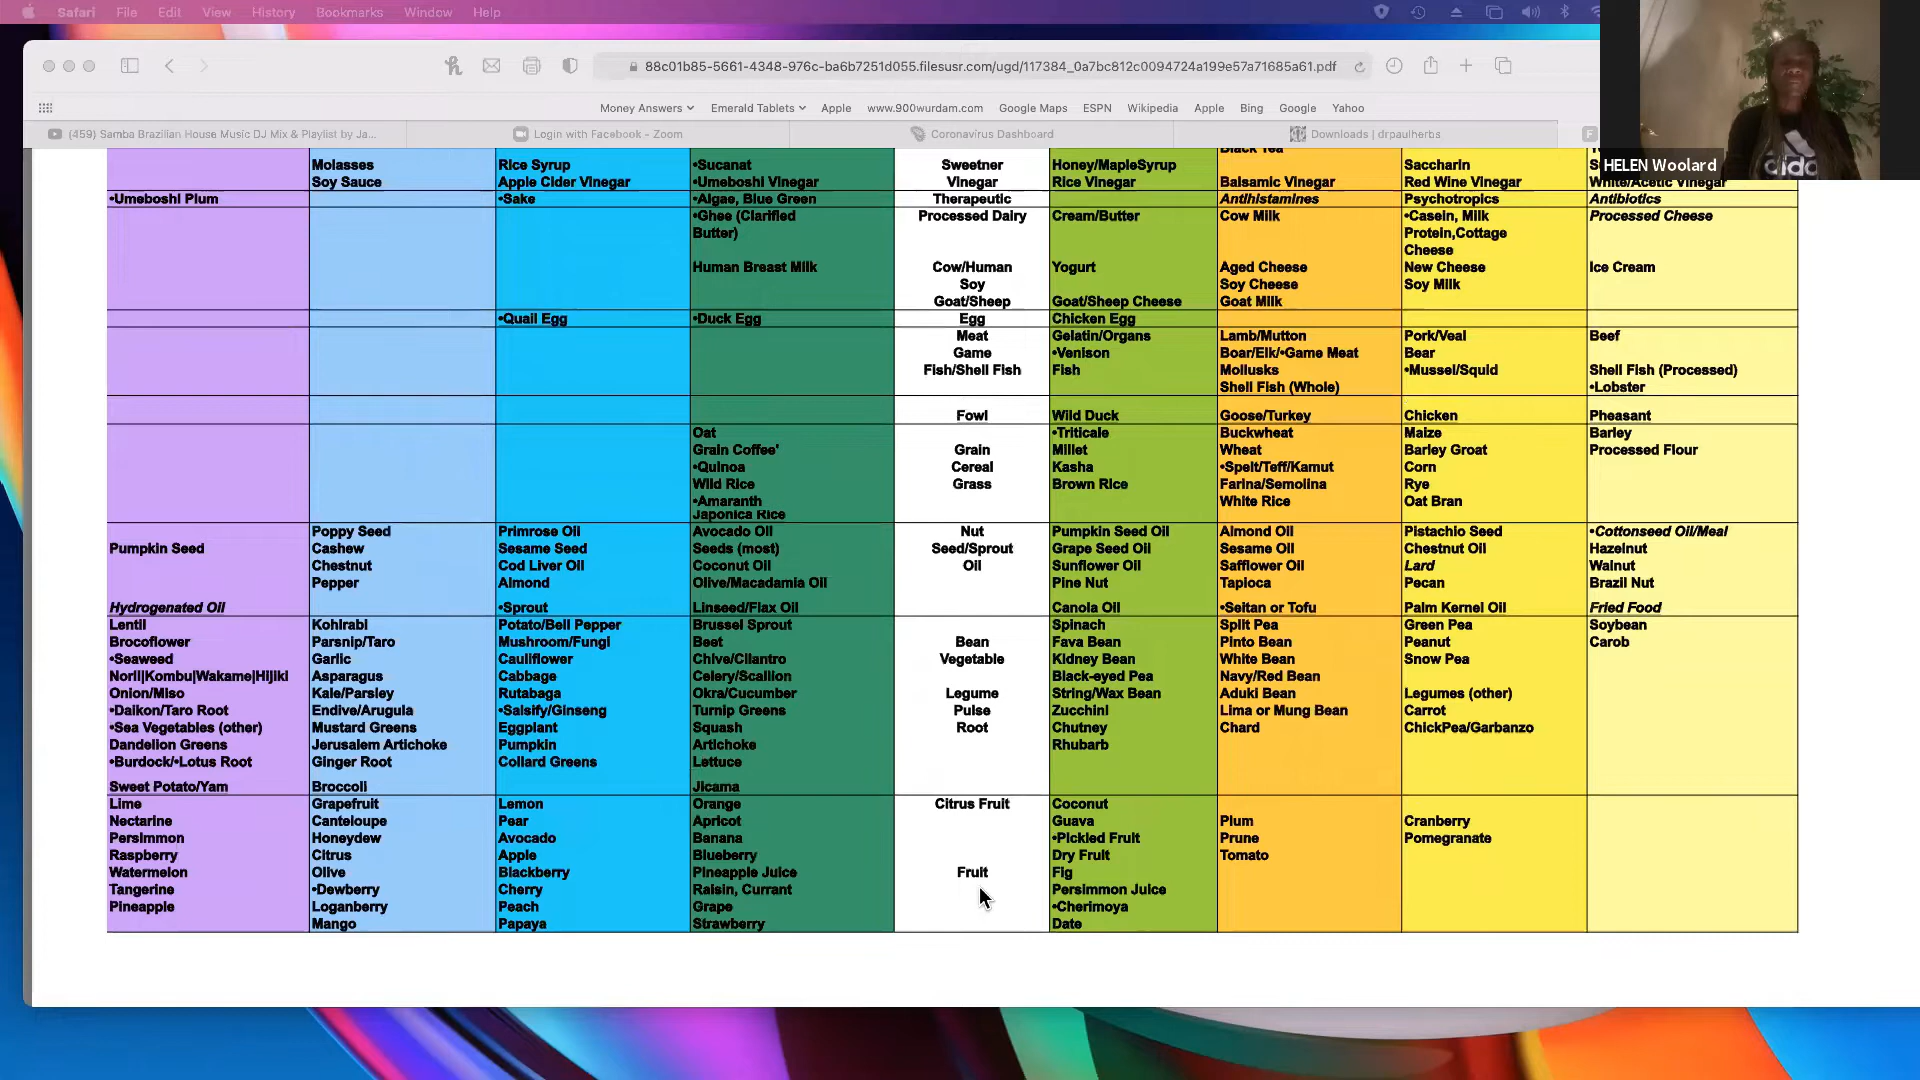 Safari File Edit View History Bookmarks Window Help
88c01b85-5661-4348-976c-ba6b7251d055.filesusr.com/ugd/117384_0a7bc812c0094724a199e57a71685a61.pdf
Money Answers Emerald Tablets Apple www.900wurdam.com Google Maps ESPN Wikipedia Apple Bing Google Yahoo
(459) Samba Brazilian House Music DJ Mix & Playlist by Ja... Login with Facebook - Zoom Coronavirus Dashboard Downloads | drpaulherbs
HELEN Woolard
adidas
Black Tea
Molasses Rice Syrup •Sucanat Sweetner Honey/MapleSyrup Saccharin
Soy Sauce Apple Cider Vinegar •Umeboshi Vinegar Vinegar Rice Vinegar Balsamic Vinegar Red Wine Vinegar White/Acetic Vinegar
•Umeboshi Plum •Sake •Algae, Blue Green Therapeutic Antihistamines Psychotropics Antibiotics
•Ghee (Clarified Processed Dairy Cream/Butter Cow Milk •Casein, Milk Processed Cheese
Butter) Protein,Cottage
Cheese
Human Breast Milk Cow/Human Yogurt Aged Cheese New Cheese Ice Cream
Soy Soy Cheese Soy Milk
Goat/Sheep Goat/Sheep Cheese Goat Milk
•Quail Egg •Duck Egg Egg Chicken Egg
Meat Gelatin/Organs Lamb/Mutton Pork/Veal Beef
Game •Venison Boar/Elk/•Game Meat Bear
Fish/Shell Fish Fish Mollusks •Mussel/Squid Shell Fish (Processed)
Shell Fish (Whole) •Lobster
Fowl Wild Duck Goose/Turkey Chicken Pheasant
Oat •Triticale Buckwheat Maize Barley
Grain Coffee' Grain Millet Wheat Barley Groat Processed Flour
•Quinoa Cereal Kasha •Spelt/Teff/Kamut Corn
Wild Rice Grass Brown Rice Farina/Semolina Rye
•Amaranth White Rice Oat Bran
Japonica Rice
Poppy Seed Primrose Oil Avocado Oil Nut Pumpkin Seed Oil Almond Oil Pistachio Seed •Cottonseed Oil/Meal
Pumpkin Seed Cashew Sesame Seed Seeds (most) Seed/Sprout Grape Seed Oil Sesame Oil Chestnut Oil Hazelnut
Chestnut Cod Liver Oil Coconut Oil Oil Sunflower Oil Safflower Oil Lard Walnut
Pepper Almond Olive/Macadamia Oil Pine Nut Tapioca Pecan Brazil Nut
Hydrogenated Oil •Sprout Linseed/Flax Oil Canola Oil •Seitan or Tofu Palm Kernel Oil Fried Food
Lentil Kohlrabi Potato/Bell Pepper Brussel Sprout Spinach Split Pea Green Pea Soybean
Brocoflower Parsnip/Taro Mushroom/Fungi Beet Bean Fava Bean Pinto Bean Peanut Carob
•Seaweed Garlic Cauliflower Chive/Cilantro Vegetable Kidney Bean White Bean Snow Pea
Norii|Kombu|Wakame|Hijiki Asparagus Cabbage Celery/Scallion Black-eyed Pea Navy/Red Bean
Onion/Miso Kale/Parsley Rutabaga Okra/Cucumber Legume String/Wax Bean Aduki Bean Legumes (other)
•Daikon/Taro Root Endive/Arugula •Salsify/Ginseng Turnip Greens Pulse Zucchini Lima or Mung Bean Carrot
•Sea Vegetables (other) Mustard Greens Eggplant Squash Root Chutney Chard ChickPea/Garbanzo
Dandelion Greens Jerusalem Artichoke Pumpkin Artichoke Rhubarb
•Burdock/•Lotus Root Ginger Root Collard Greens Lettuce
Sweet Potato/Yam Broccoli Jicama
Lime Grapefruit Lemon Orange Citrus Fruit Coconut
Nectarine Canteloupe Pear Apricot Guava Plum Cranberry
Persimmon Honeydew Avocado Banana •Pickled Fruit Prune Pomegranate
Raspberry Citrus Apple Blueberry Dry Fruit Tomato
Watermelon Olive Blackberry Pineapple Juice Fruit Fig
Tangerine •Dewberry Cherry Raisin, Currant Persimmon Juice
Pineapple Loganberry Peach Grape •Cherimoya
Mango Papaya Strawberry Date